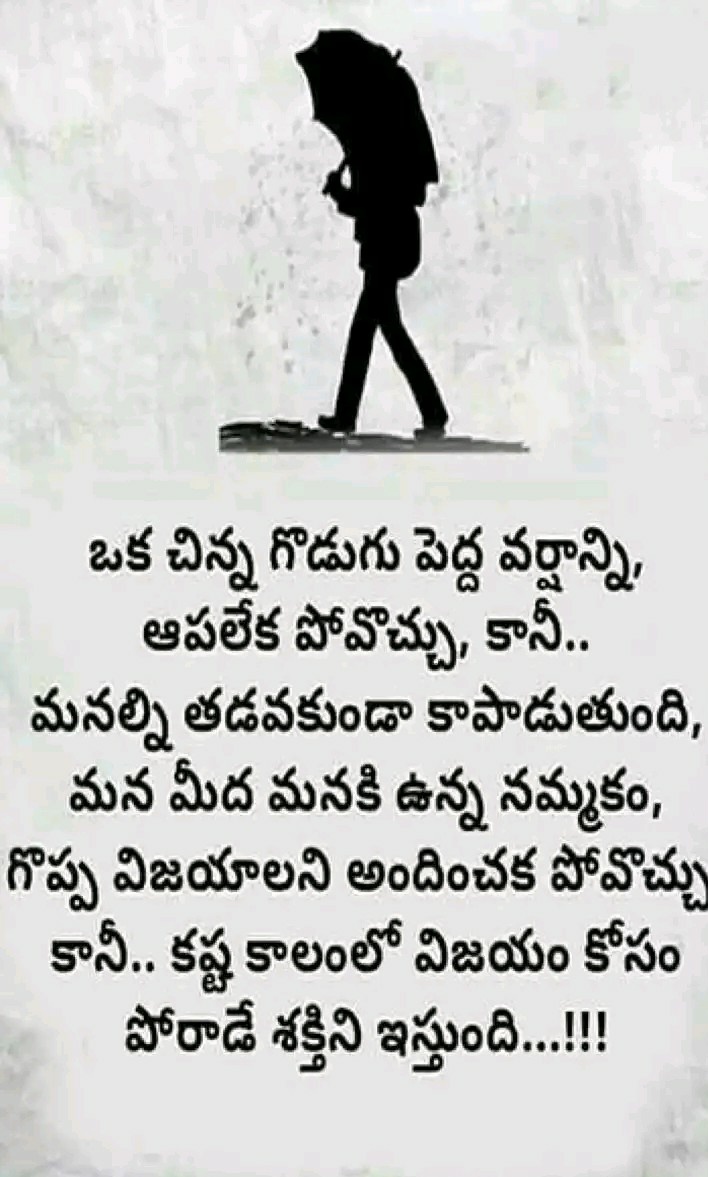 ఒక చిన్న గొడుగు పెద్ద వర్షాన్ని,
ఆపలేక పోవొచ్చు, కానీ..
మనల్ని తడవకుండా కాపాడుతుంది,
మన మీద మనకి ఉన్న నమ్మకం,
గొప్ప విజయాలని అందించక పోవొచ్చు
కానీ.. కష్ట కాలంలో విజయం కోసం
పోరాడే శక్తిని ఇస్తుంది...!!!